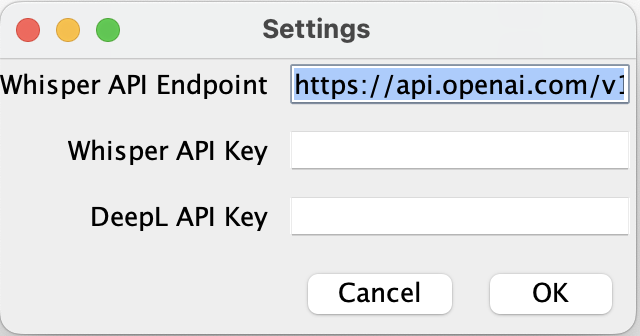 Settings
Whisper API Endpoint https://api.openai.com/v1
Whisper API Key
DeepL API Key
Cancel OK